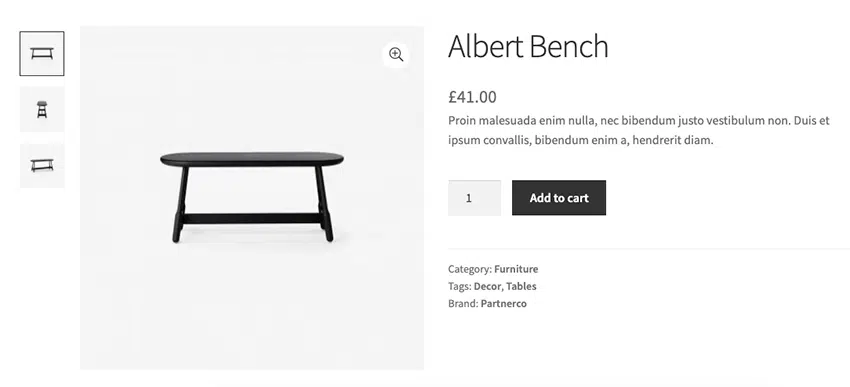 Albert Bench
£41.00
Proin malesuada enim nulla, nec bibendum justo vestibulum non. Duis et
ipsum convallis, bibendum enim a, hendrerit diam.
1
Add to cart
Category: Furniture
Tags: Decor, Tables
Brand: Partnerco